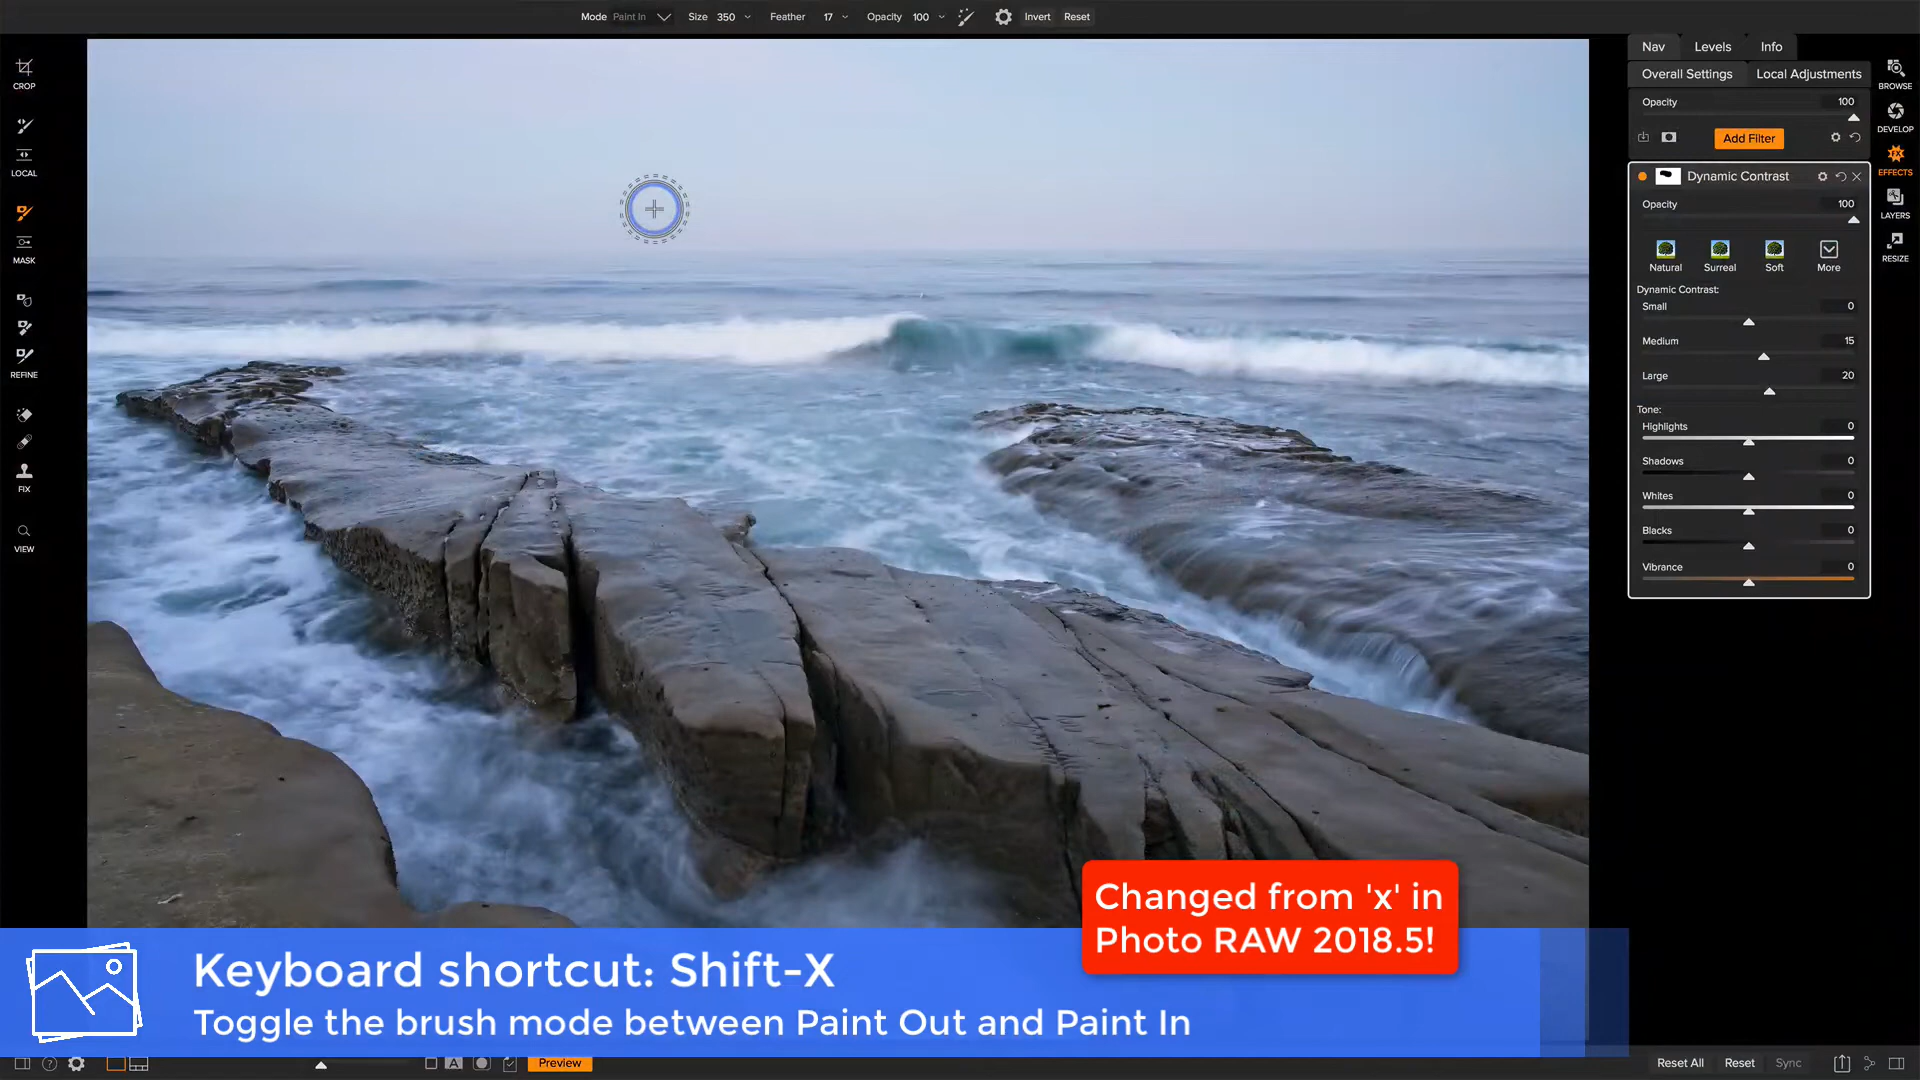 Mode Paint In Size 350 Feather 17 Opacity 100 Invert Reset
CROP
LOCAL
MASK
REFINE
FIX
VIEW
Nav Levels Info
Overall Settings Local Adjustments
Opacity 100
Add Filter
Dynamic Contrast
Opacity 100
Natural Surreal Soft More
Dynamic Contrast:
Small 0
Medium 15
Large 20
Tone:
Highlights 0
Shadows 0
Whites 0
Blacks 0
Vibrance 0
BROWSE
DEVELOP
FX
EFFECTS
LAYERS
RESIZE
Changed from 'x' in
Photo RAW 2018.5!
Keyboard shortcut: Shift-X
Toggle the brush mode between Paint Out and Paint In
? A Preview Reset All Reset Sync